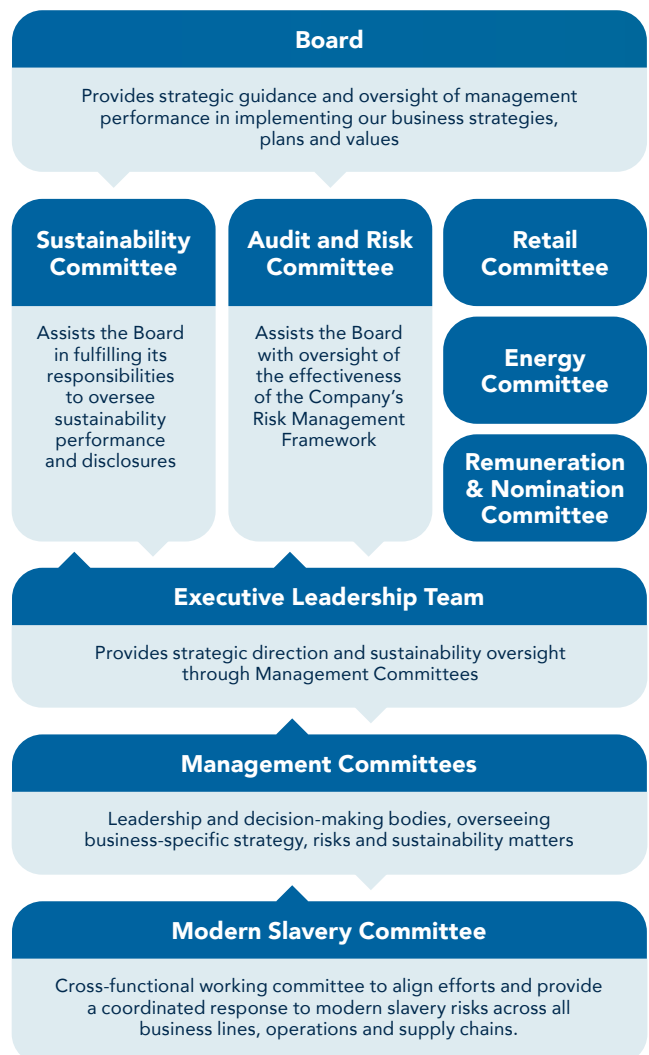 Board
Provides strategic guidance and oversight of management
performance in implementing our business strategies,
plans and values
Sustainability
Committee
Assists the Board
in fulfilling its
responsibilities
to oversee
sustainability
performance
and disclosures
Audit and Risk
Committee
Assists the Board
with oversight of
the effectiveness
of the Company’s
Risk Management
Framework
Retail
Committee
Energy
Committee
Remuneration
& Nomination
Committee
Executive Leadership Team
Provides strategic direction and sustainability oversight
through Management Committees
Management Committees
Leadership and decision-making bodies, overseeing
business-specific strategy, risks and sustainability matters
Modern Slavery Committee
Cross-functional working committee to align efforts and provide
a coordinated response to modern slavery risks across all
business lines, operations and supply chains.